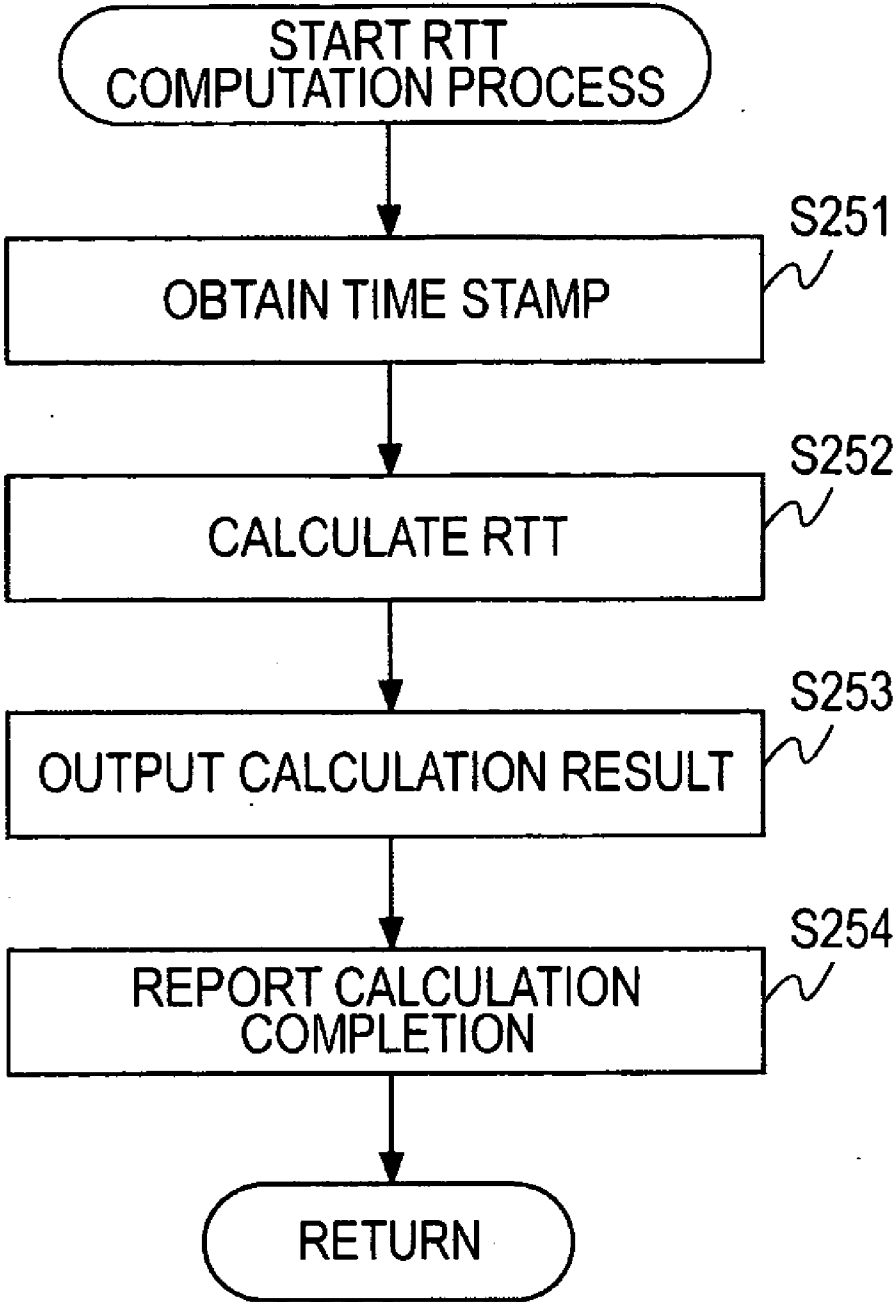 START RTT
COMPUTATION PROCESS
S251
OBTAIN TIME STAMP
S252
CALCULATE RTT
S253
OUTPUT CALCULATION RESULT
S254
REPORT CALCULATION
COMPLETION
RETURN